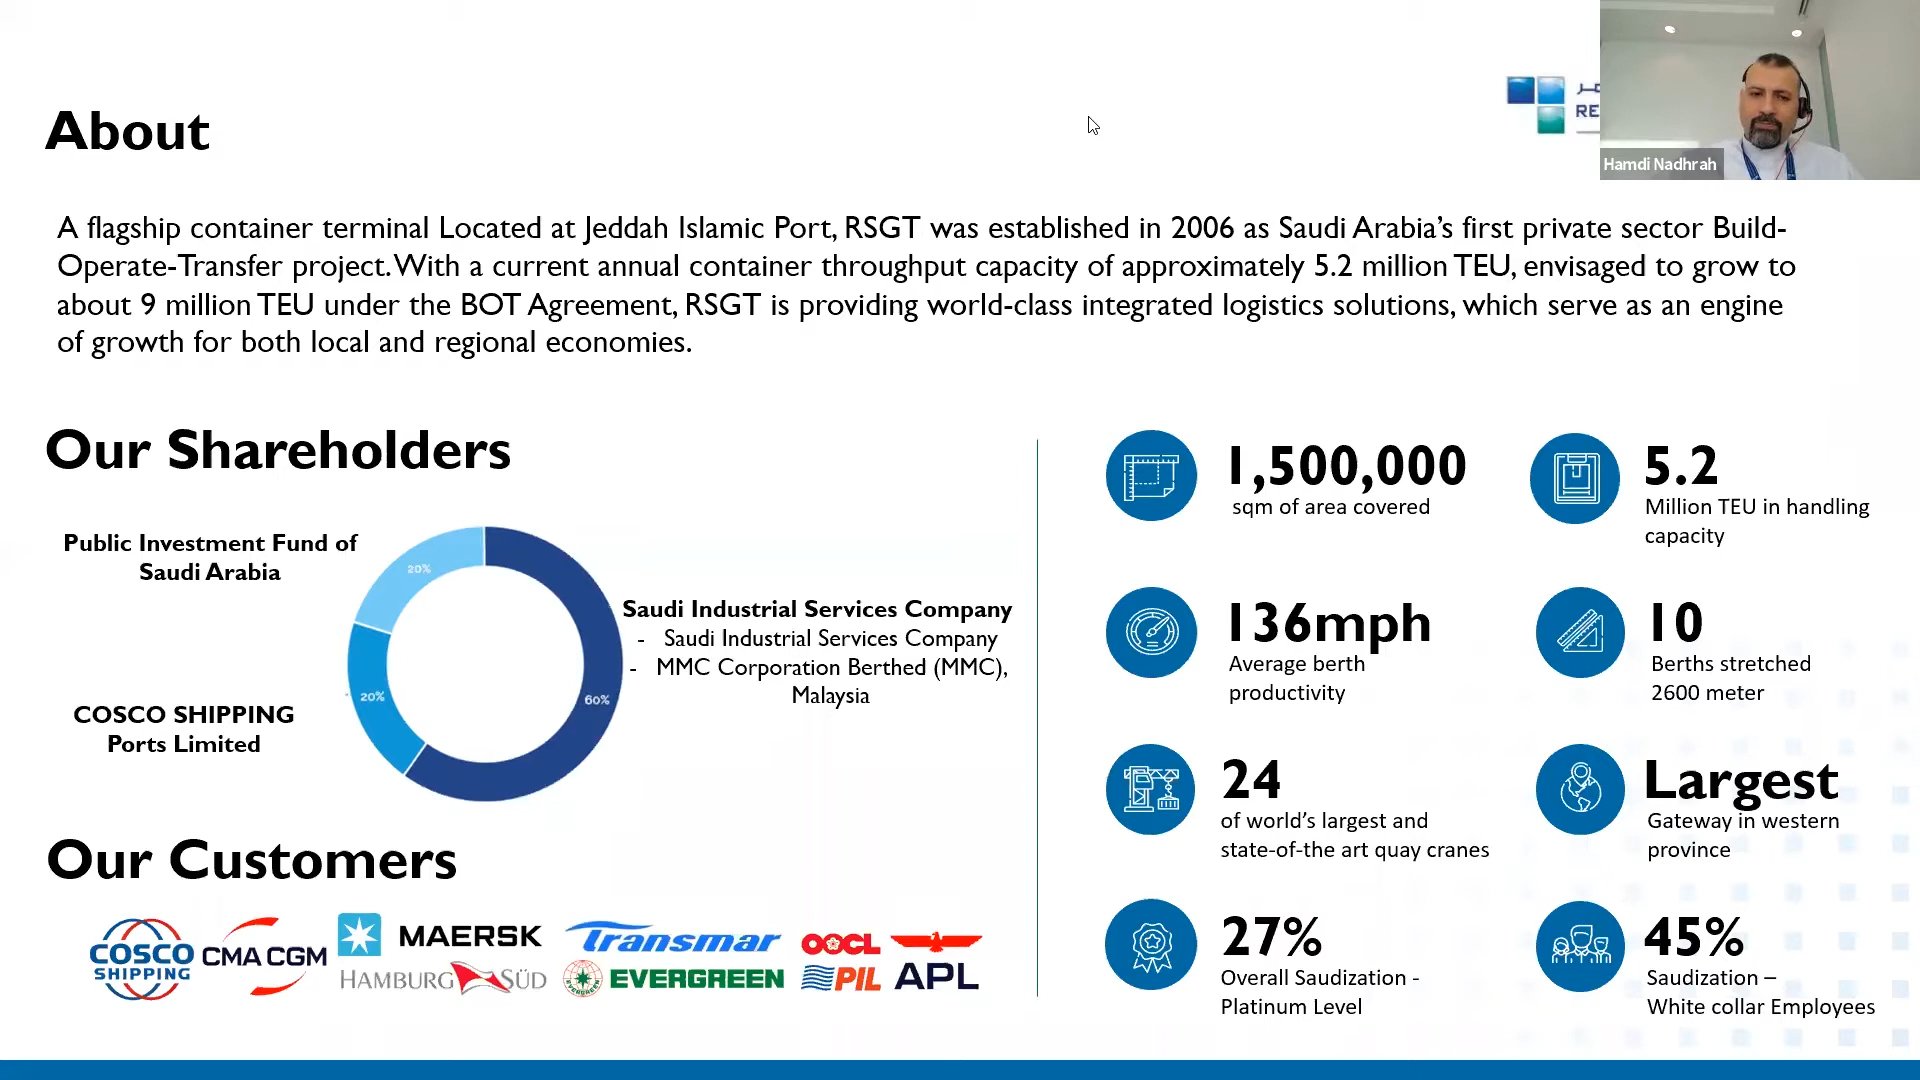 About
RE
Hamdi Nadhrah
A flagship container terminal Located at Jeddah Islamic Port, RSGT was established in 2006 as Saudi Arabia’s first private sector Build-
Operate-Transfer project. With a current annual container throughput capacity of approximately 5.2 million TEU, envisaged to grow to
about 9 million TEU under the BOT Agreement, RSGT is providing world-class integrated logistics solutions, which serve as an engine
of growth for both local and regional economies.
Our Shareholders
Public Investment Fund of
Saudi Arabia
20%
COSCO SHIPPING
Ports Limited
20%
60%
Saudi Industrial Services Company
- Saudi Industrial Services Company
- MMC Corporation Berthed (MMC),
Malaysia
Our Customers
COSCO
SHIPPING
CMA CGM
MAERSK
HAMBURG SÜD
Transmar
EVERGREEN
EVERGREEN
OOCL
PIL
APL
1,500,000
sqm of area covered
5.2
Million TEU in handling
capacity
136mph
Average berth
productivity
10
Berths stretched
2600 meter
24
of world’s largest and
state-of-the art quay cranes
Largest
Gateway in western
province
27%
Overall Saudization -
Platinum Level
45%
Saudization –
White collar Employees